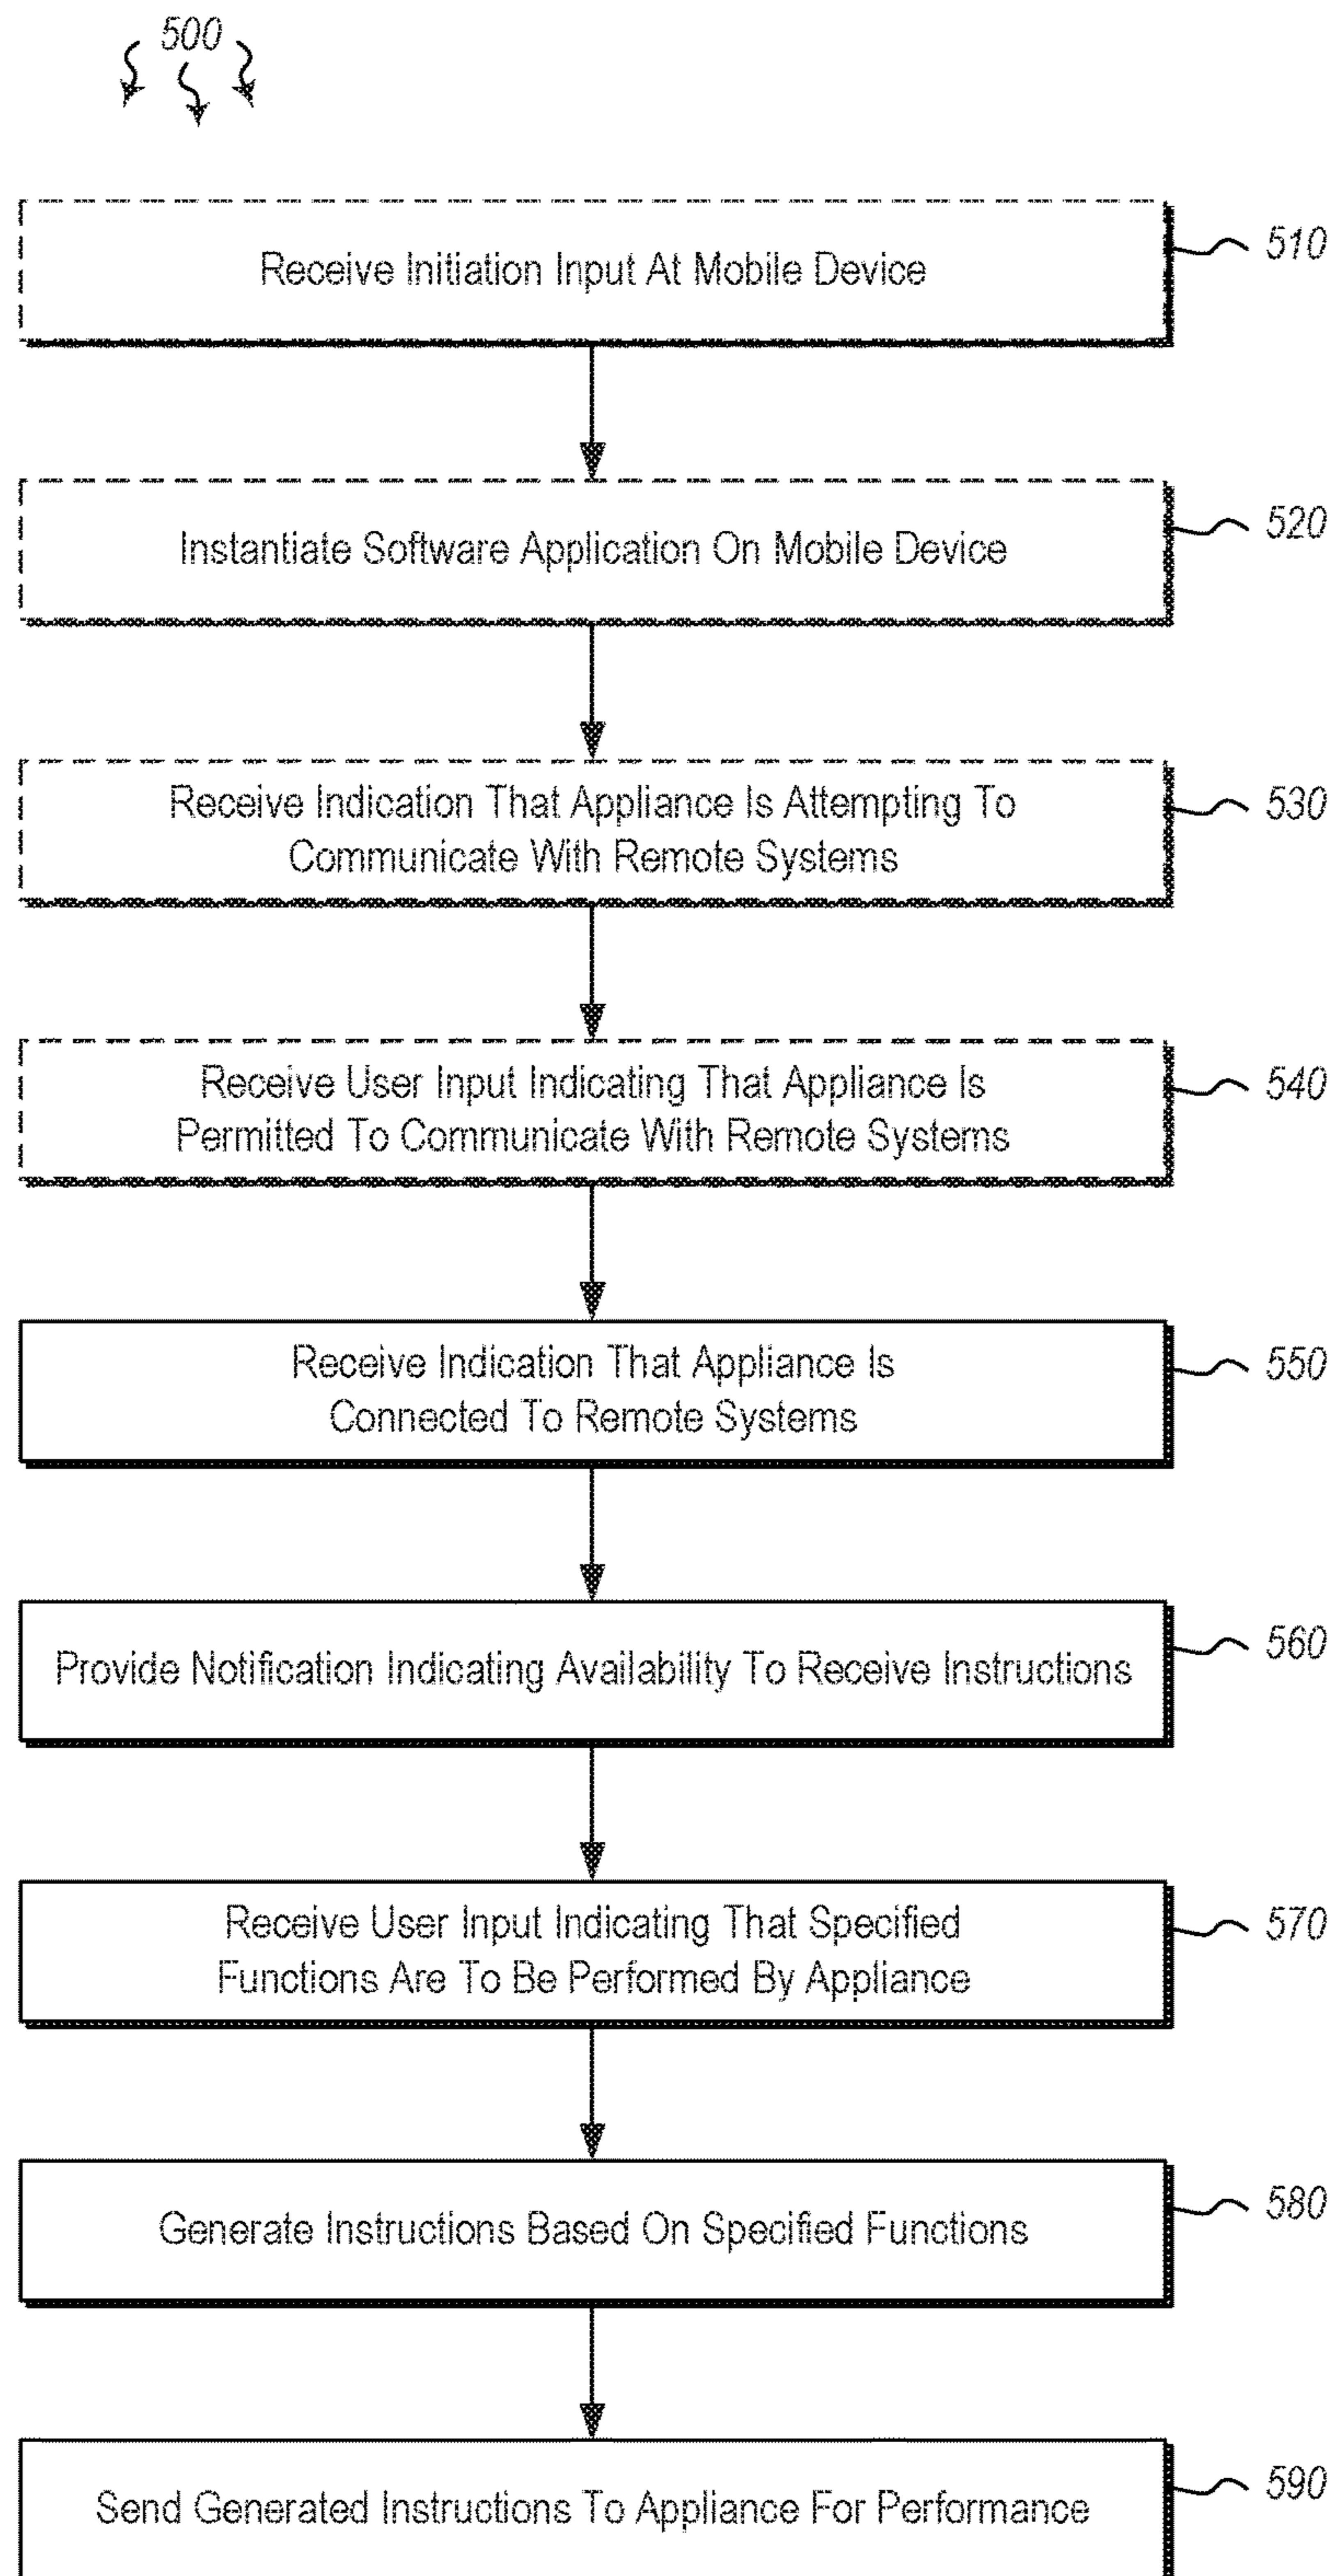 500
Receive Initiation Input At Mobile Device
510
Instantiate Software Application On Mobile Device
520
Receive Indication That Appliance Is Attempting To
Communicate With Remote Systems
530
Receive User Input Indicating That Appliance Is
Permitted To Communicate With Remote Systems
540
Receive Indication That Appliance Is
Connected To Remote Systems
550
Provide Notification Indicating Availability To Receive Instructions
560
Receive User Input Indicating That Specified
Functions Are To Be Performed By Appliance
570
Generate Instructions Based On Specified Functions
580
Send Generated Instructions To Appliance For Performance
590